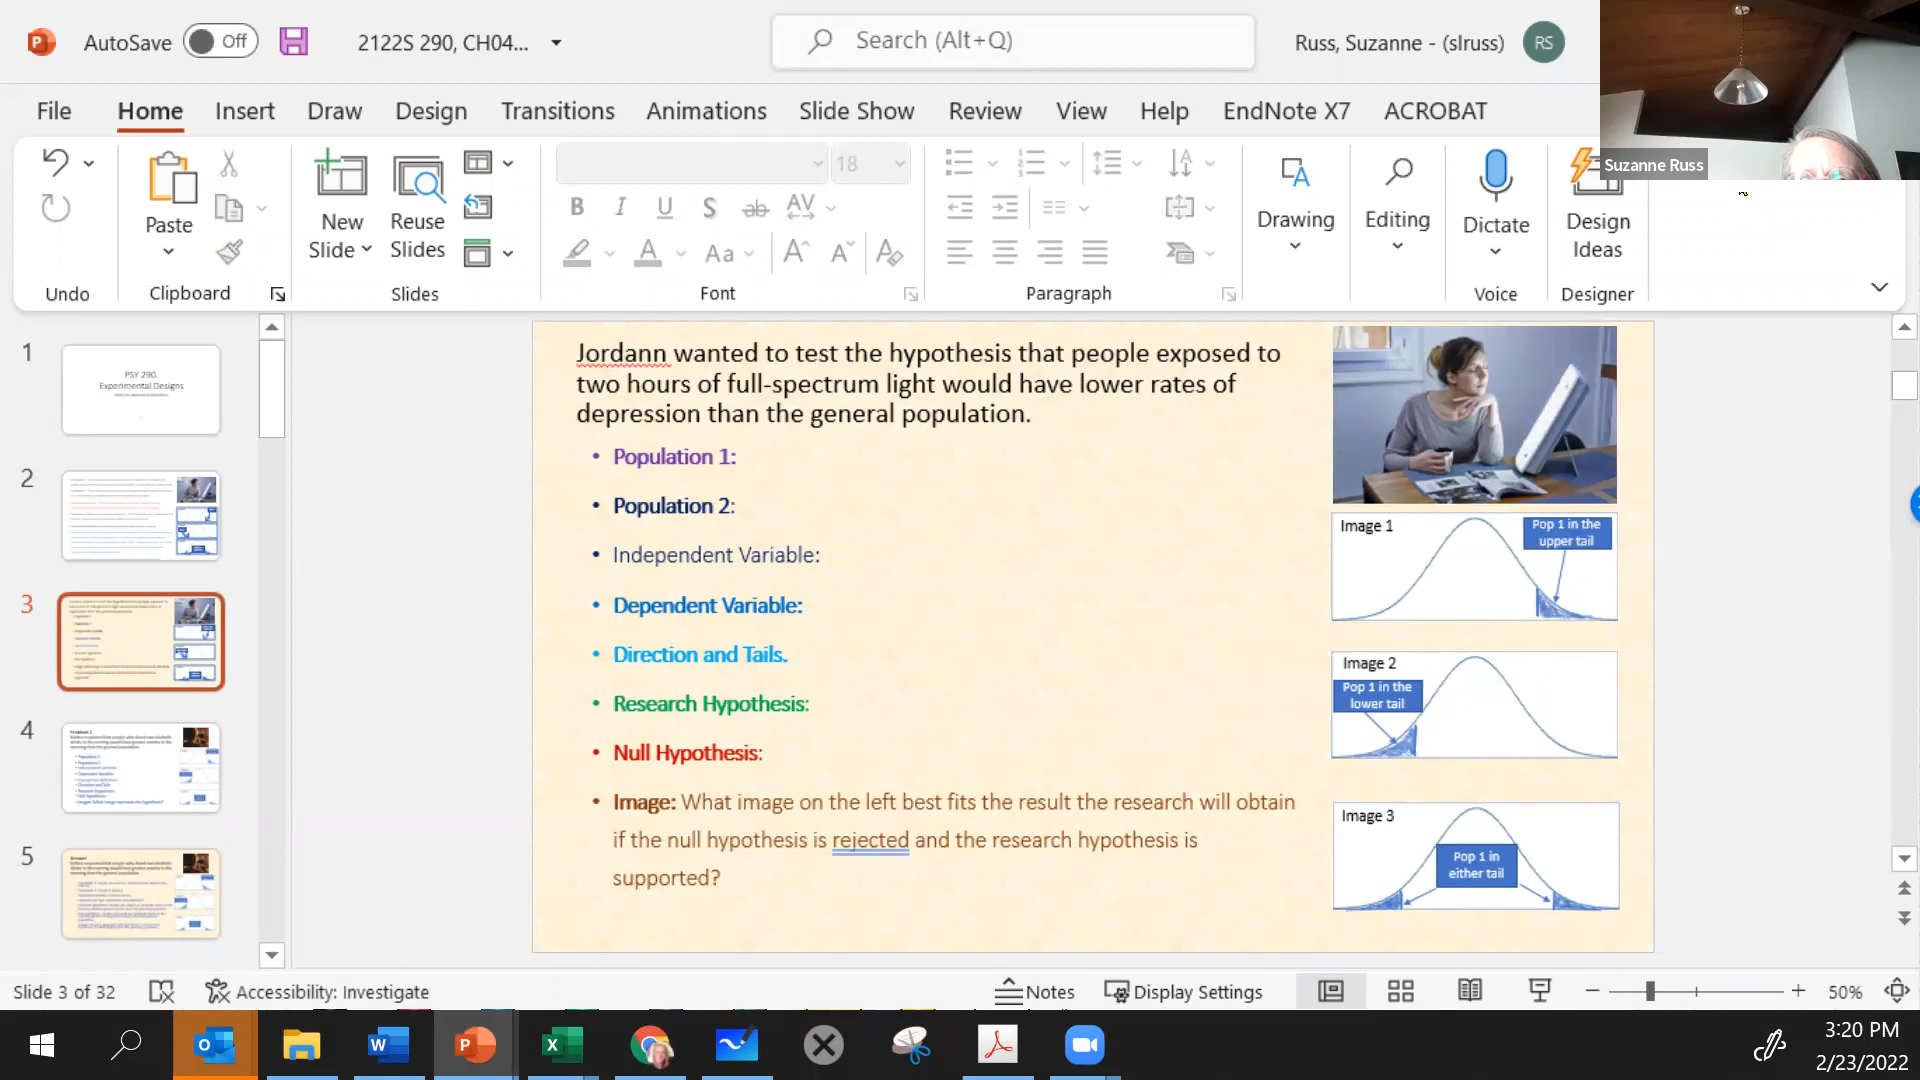 AutoSave Off 2122S 290, CH04... Search (Alt+Q) Russ, Suzanne - (slruss) RS
File Home Insert Draw Design Transitions Animations Slide Show Review View Help EndNote X7 ACROBAT
Suzanne Russ
18
Paste New Slide Reuse Slides Drawing Editing Dictate Design Ideas
Undo Clipboard Slides Font Paragraph Voice Designer
1
PSY 290.
Experimental Designs
2
3
4
Problem 1
5
Answer
Jordann wanted to test the hypothesis that people exposed to
two hours of full-spectrum light would have lower rates of
depression than the general population.
• Population 1:
• Population 2:
• Independent Variable:
• Dependent Variable:
• Direction and Tails.
• Research Hypothesis:
• Null Hypothesis:
• Image: What image on the left best fits the result the research will obtain
if the null hypothesis is rejected and the research hypothesis is
supported?
Image 1
Pop 1 in the
upper tail
Image 2
Pop 1 in the
lower tail
Image 3
Pop 1 in
either tail
Slide 3 of 32 Accessibility: Investigate Notes Display Settings 50%
3:20 PM
2/23/2022